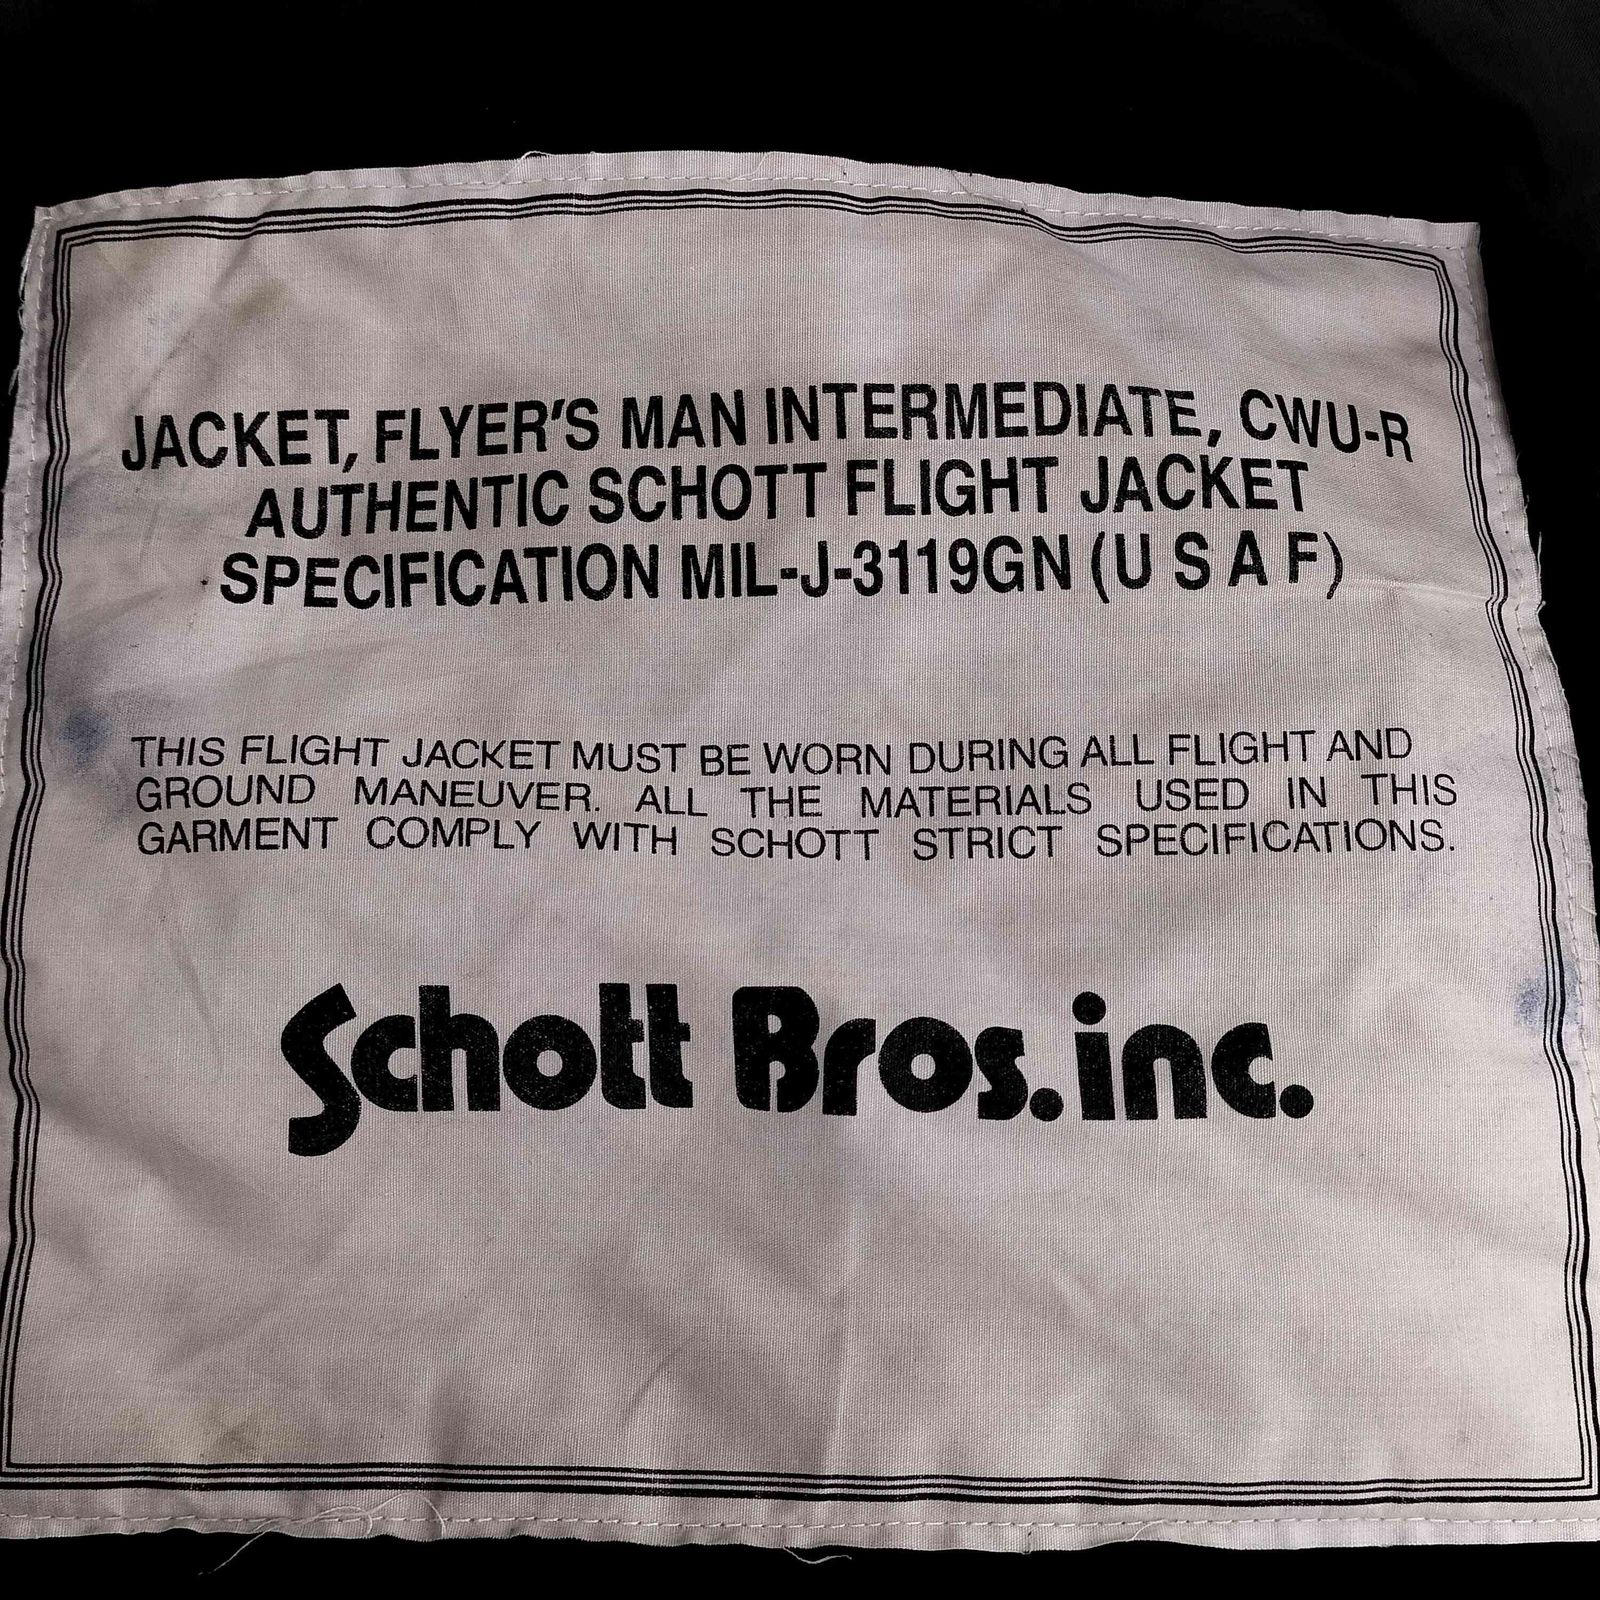 JACKET, FLYER'S MAN INTERMEDIATE, CWU-R
AUTHENTIC SCHOTT FLIGHT JACKET
SPECIFICATION MIL-J-3119GN (U S A F)
THIS FLIGHT JACKET MUST BE WORN DURING ALL FLIGHT AND
GROUND MANEUVER. ALL THE MATERIALS USED IN THIS
GARMENT COMPLY WITH SCHOTT STRICT SPECIFICATIONS.
Schott Bros.inc.